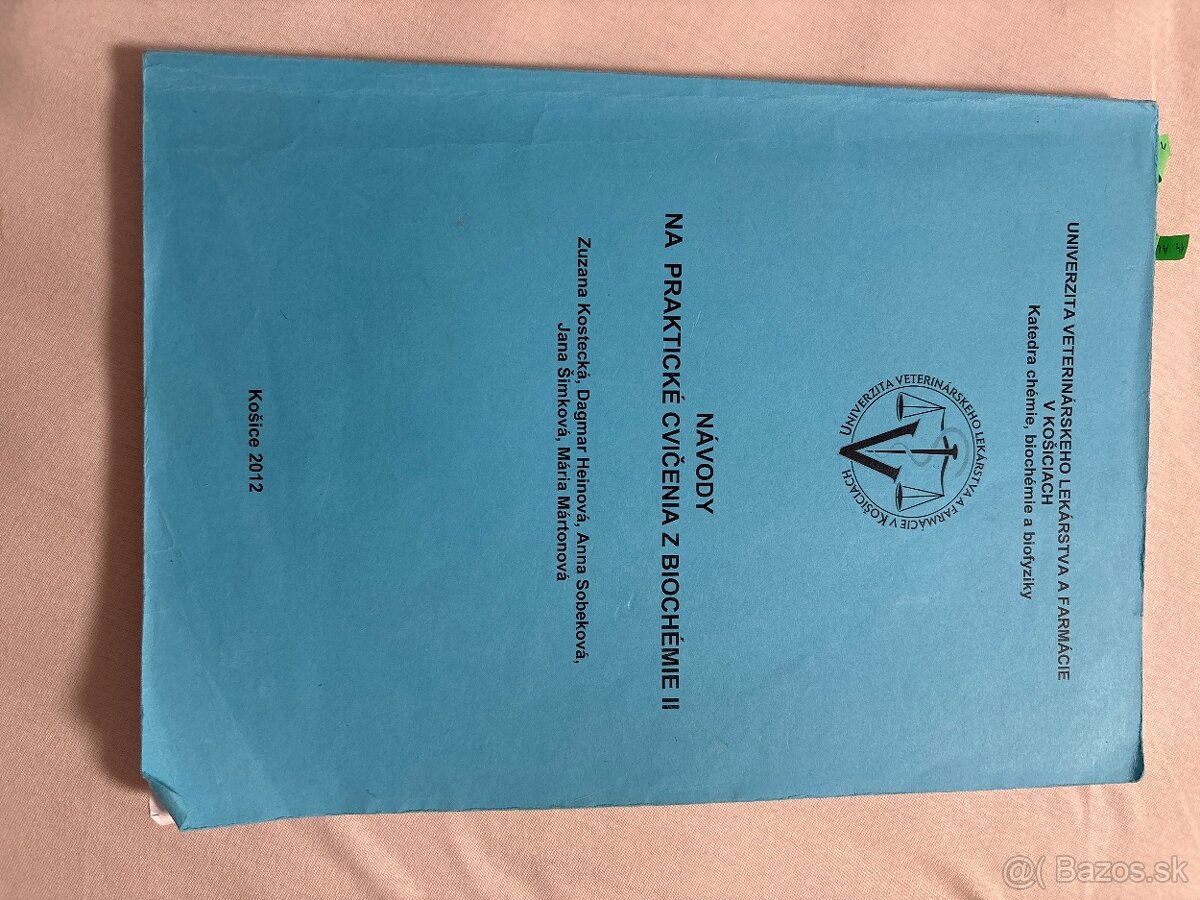 UNIVERZITA VETERINÁRSKEHO LEKÁRSTVA A FARMÁCIE
V KOŠICIACH
Katedra chémie, biochémie a biofyziky
UNIVERZITA VETERINÁRSKEHO LEKÁRSTVA A FARMÁCIE V KOŠICIACH
NÁVODY
NA PRAKTICKÉ CVIČENIA Z BIOCHÉMIE II
Zuzana Kostecká, Dagmar Heinová, Anna Sobeková,
Jana Šimková, Mária Mártonová
Košice 2012
@( Bazos.sk